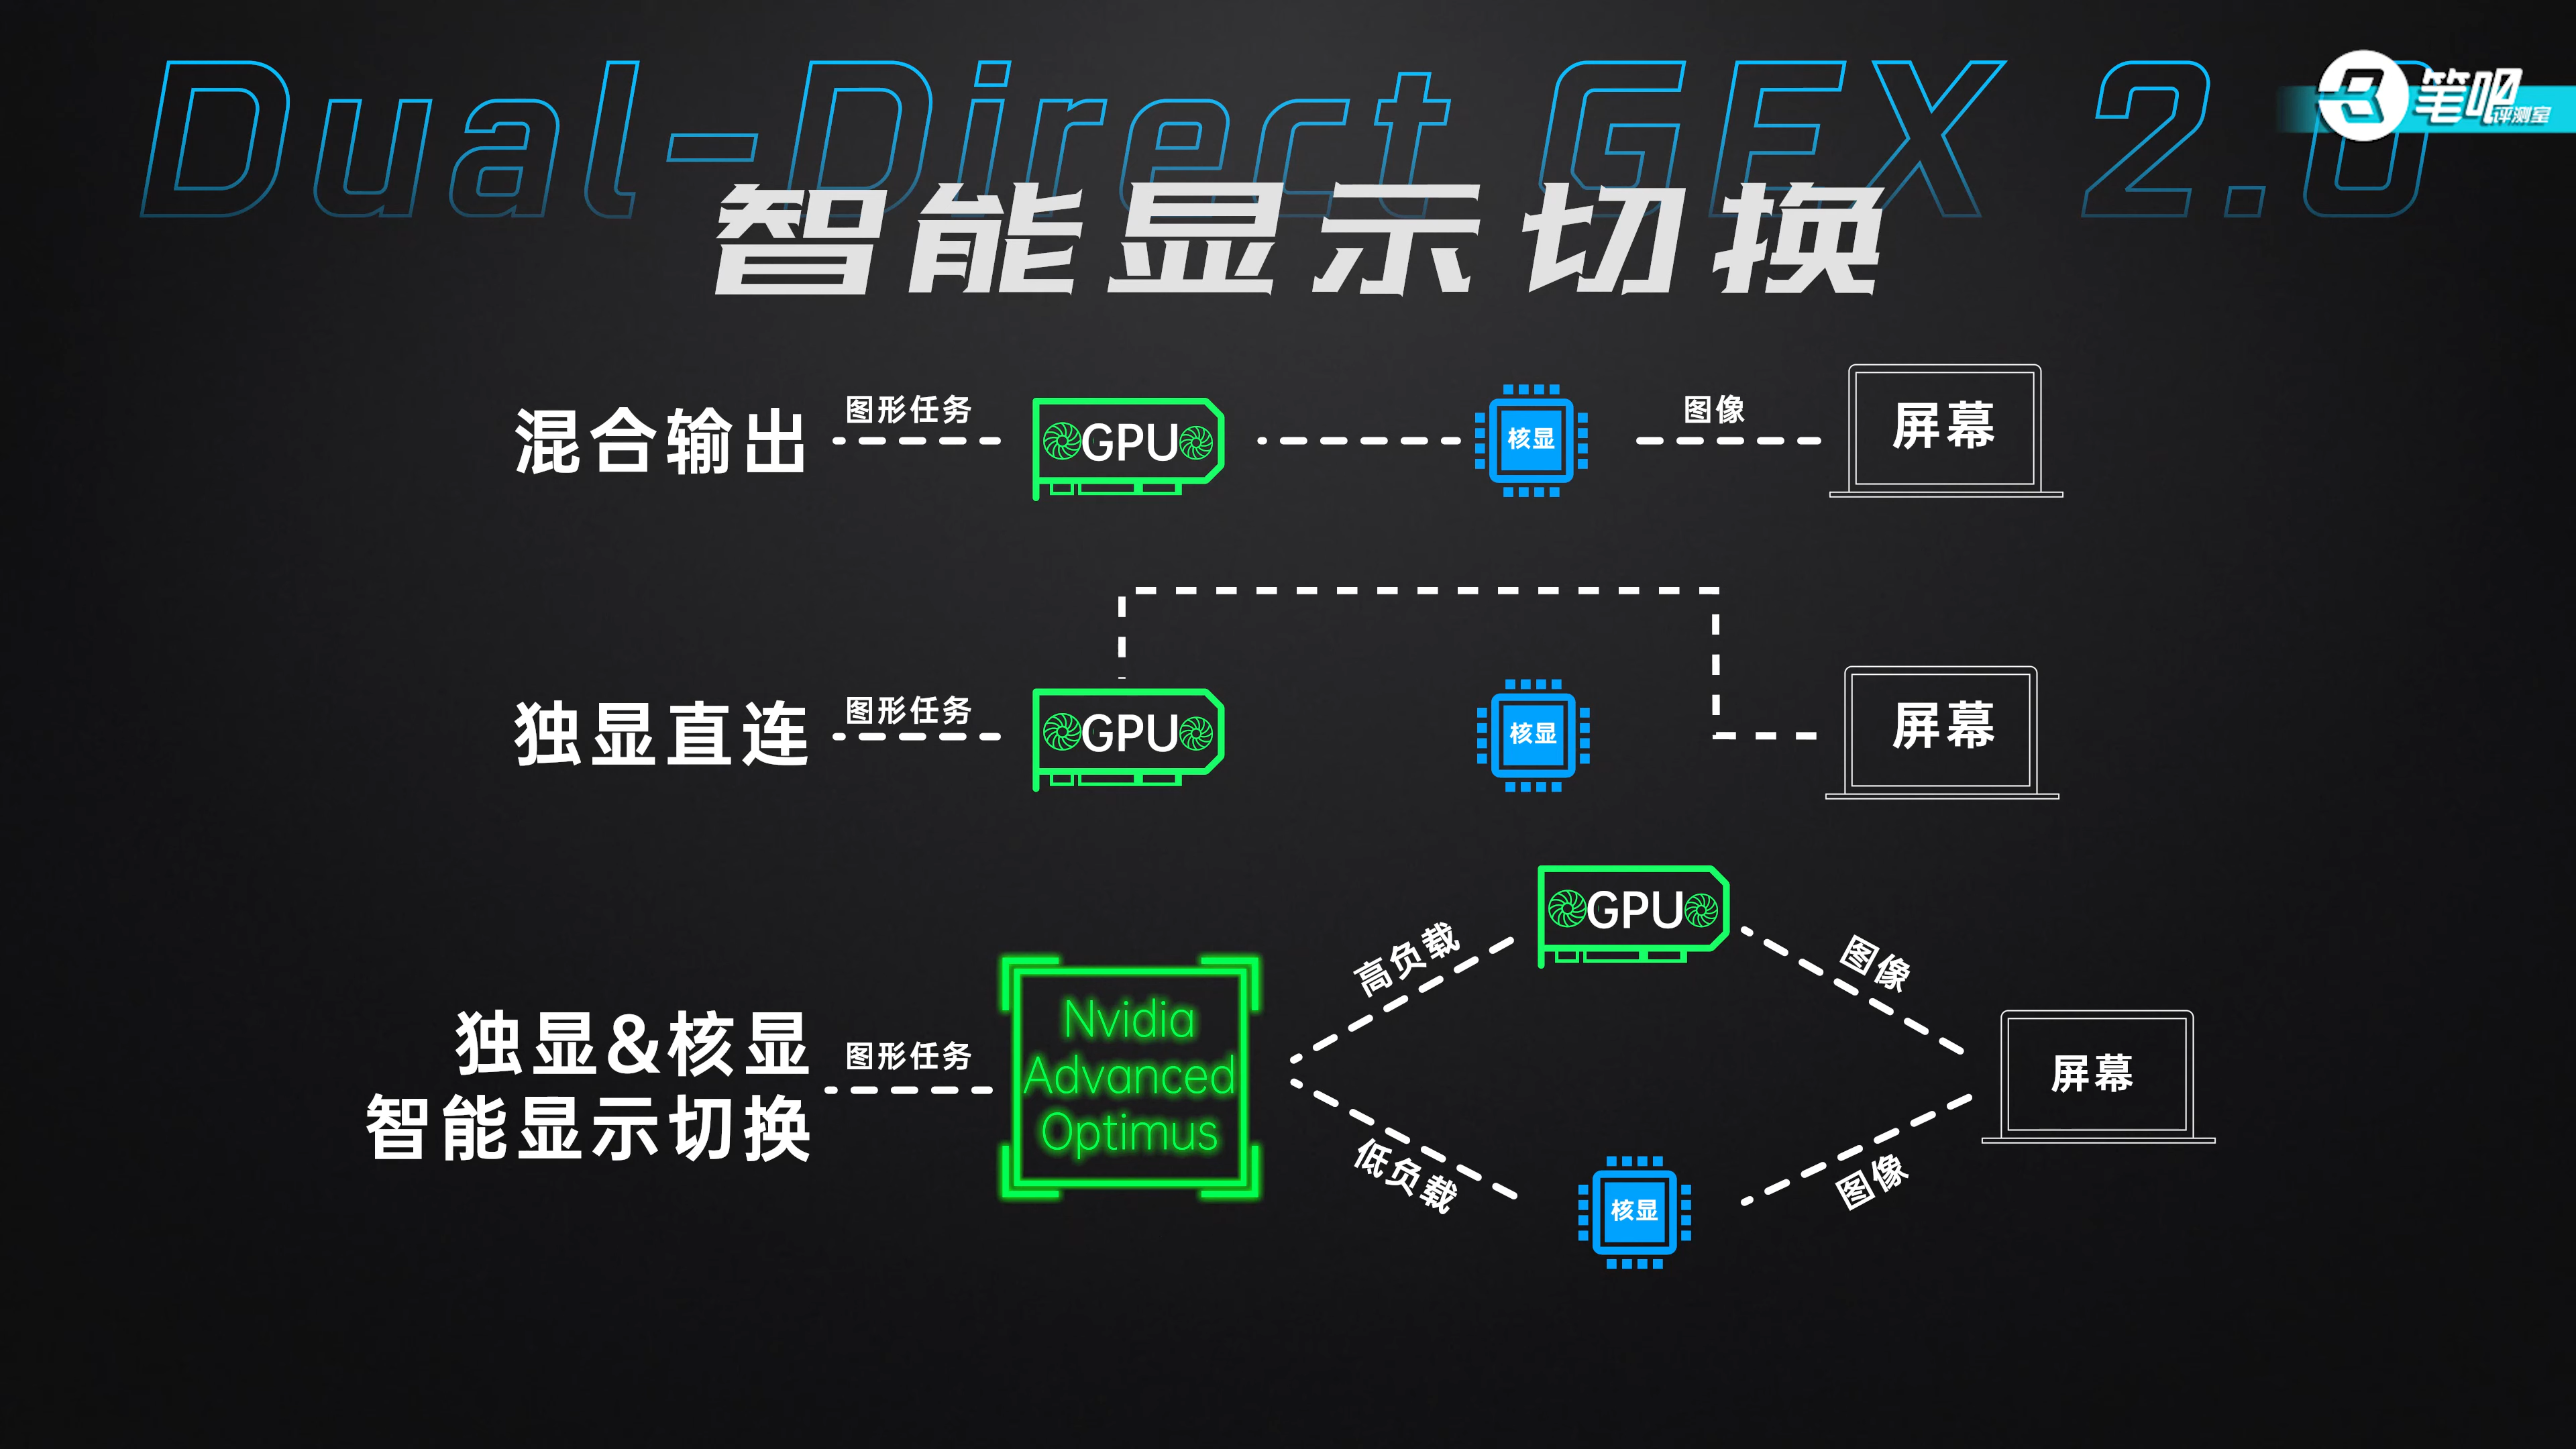 Dual-Direct GFX 2.0
笔吧评测室
智能显示切换
混合输出
图形任务
GPU
核显
图像
屏幕
独显直连
图形任务
GPU
核显
屏幕
独显&核显
智能显示切换
图形任务
Nvidia
Advanced
Optimus
高负载
GPU
图像
低负载
核显
图像
屏幕